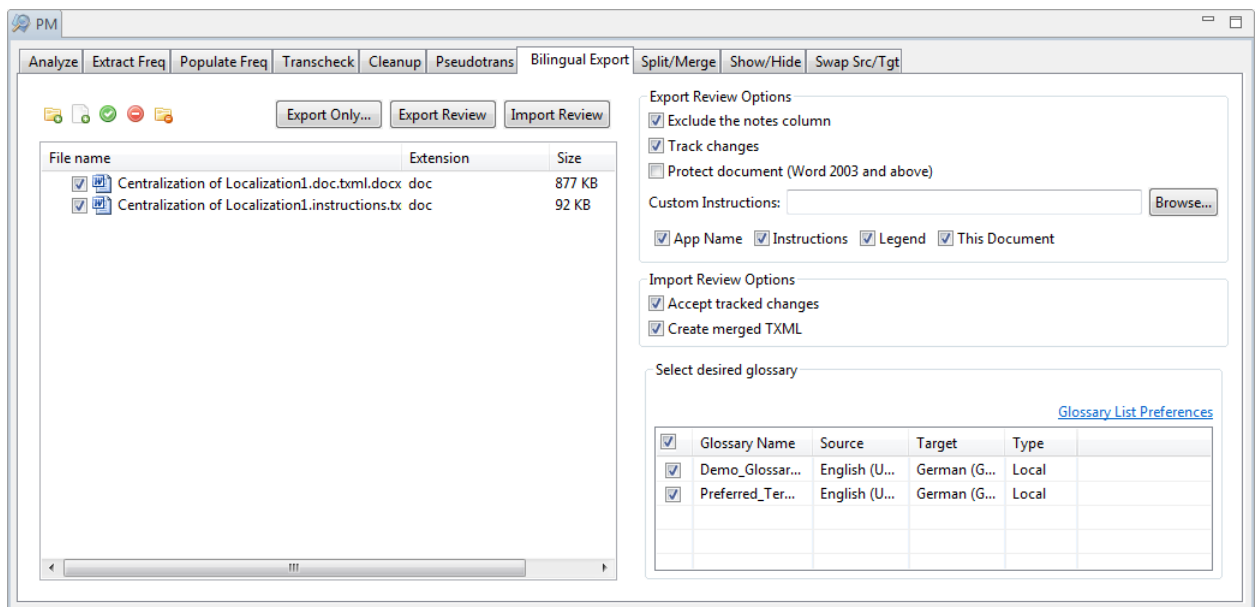 PM
Analyze Extract Freq Populate Freq Transcheck Cleanup Pseudotrans Bilingual Export Split/Merge Show/Hide Swap Src/Tgt
Export Only... Export Review Import Review
File name Extension Size
Centralization of Localization1.doc.txml.docx doc 877 KB
Centralization of Localization1.instructions.tx doc 92 KB
Export Review Options
Exclude the notes column
Track changes
Protect document (Word 2003 and above)
Custom Instructions: Browse...
App Name Instructions Legend This Document
Import Review Options
Accept tracked changes
Create merged TXML
Select desired glossary
Glossary List Preferences
Glossary Name Source Target Type
Demo_Glossar... English (U... German (G... Local
Preferred_Ter... English (U... German (G... Local